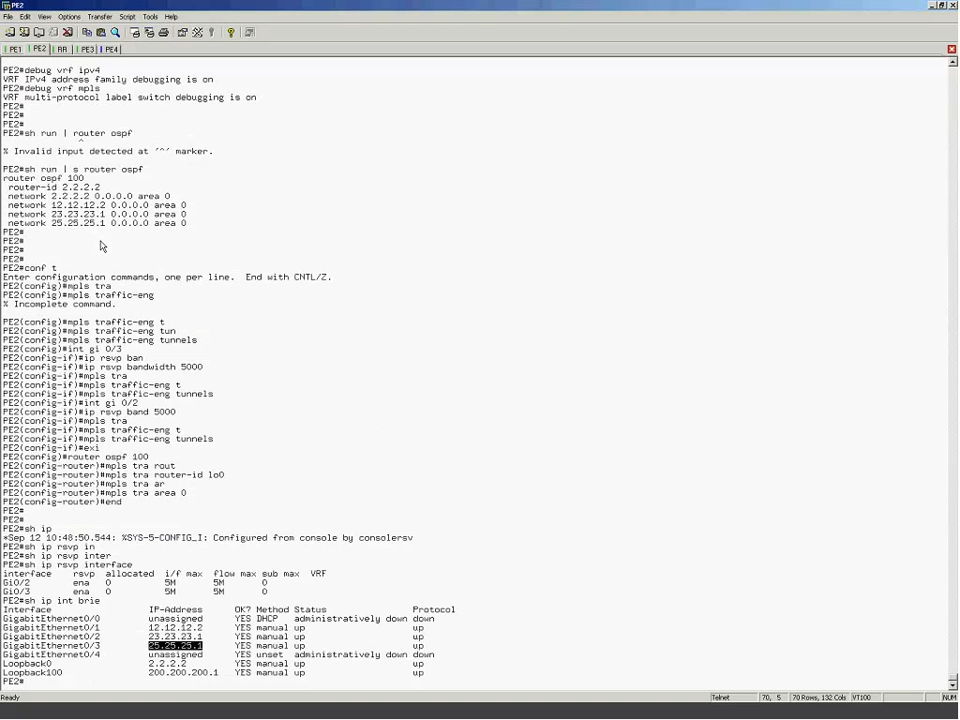 PE2
File Edit View Options Transfer Script Tools Help
PE1 PE2 RR PE3 PE4
PE2#debug vrf ipv4
VRF IPv4 address family debugging is on
PE2#debug vrf mpls
VRF multi-protocol label switch debugging is on
PE2#
PE2#
PE2#
PE2#sh run | router ospf
^
% Invalid input detected at '^' marker.
PE2#sh run | s router ospf
router ospf 100
router-id 2.2.2.2
network 2.2.2.2 0.0.0.0 area 0
network 12.12.12.2 0.0.0.0 area 0
network 23.23.23.1 0.0.0.0 area 0
network 25.25.25.1 0.0.0.0 area 0
PE2#
PE2#
PE2#
PE2#
PE2#conf t
Enter configuration commands, one per line.  End with CNTL/Z.
PE2(config)#mpls tra
PE2(config)#mpls traffic-eng
% Incomplete command.
PE2(config)#mpls traffic-eng t
PE2(config)#mpls traffic-eng tun
PE2(config)#mpls traffic-eng tunnels
PE2(config)#int gi 0/3
PE2(config-if)#ip rsvp ban
PE2(config-if)#ip rsvp bandwidth 5000
PE2(config-if)#mpls tra
PE2(config-if)#mpls traffic-eng t
PE2(config-if)#mpls traffic-eng tunnels
PE2(config-if)#int gi 0/2
PE2(config-if)#ip rsvp band 5000
PE2(config-if)#mpls tra
PE2(config-if)#mpls traffic-eng t
PE2(config-if)#mpls traffic-eng tunnels
PE2(config-if)#exi
PE2(config)#router ospf 100
PE2(config-router)#mpls tra rout
PE2(config-router)#mpls tra router-id lo0
PE2(config-router)#mpls tra ar
PE2(config-router)#mpls tra area 0
PE2(config-router)#end
PE2#
PE2#
PE2#sh ip
*Sep 12 10:48:50.544: %SYS-5-CONFIG_I: Configured from console by consolersv
PE2#sh ip rsvp in
PE2#sh ip rsvp inter
PE2#sh ip rsvp interface
interface rsvp allocated i/f max flow max sub max VRF
Gi0/2 ena 0 5M 5M 0
Gi0/3 ena 0 5M 5M 0
PE2#sh ip int brie
Interface IP-Address OK? Method Status Protocol
GigabitEthernet0/0 unassigned YES DHCP administratively down down
GigabitEthernet0/1 12.12.12.2 YES manual up up
GigabitEthernet0/2 23.23.23.1 YES manual up up
GigabitEthernet0/3 25.25.25.1 YES manual up up
GigabitEthernet0/4 unassigned YES unset administratively down down
Loopback0 2.2.2.2 YES manual up up
Loopback100 200.200.200.1 YES manual up up
PE2#
Ready Telnet 70, 5 70 Rows, 132 Cols VT100 NUM